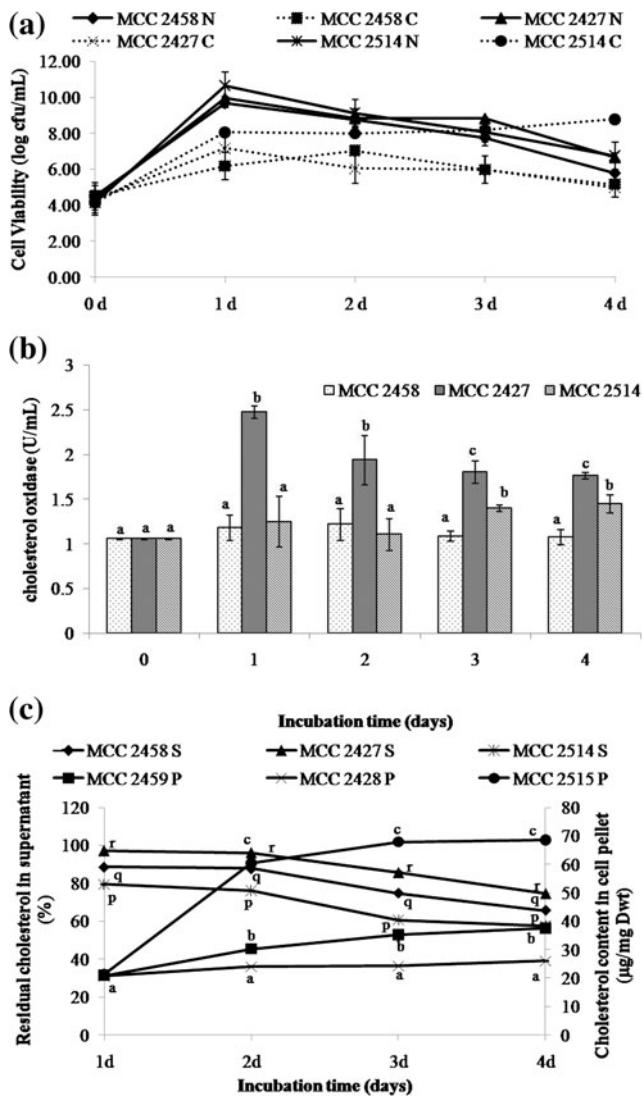 (a)
MCC 2458 N MCC 2458 C MCC 2427 N
MCC 2427 C MCC 2514 N MCC 2514 C
Cell Viability (log cfu/mL)
12.00
10.00
8.00
6.00
4.00
2.00
0.00
0 d 1 d 2 d 3 d 4 d
(b)
cholesterol oxidase (U/mL)
MCC 2458 MCC 2427 MCC 2514
3
2.5
2
1.5
1
0.5
0
a a a a b a a b a a c b a c b
0 1 2 3 4
Incubation time (days)
(c)
MCC 2458 S MCC 2427 S MCC 2514 S
MCC 2459 P MCC 2428 P MCC 2515 P
Residual cholesterol in supernatant
(%)
120
100
80
60
40
20
0
r c r c r c r
q q q q
p p p p
b b b
a a a a
80
70
60
50
40
30
20
10
0
Cholesterol content in cell pellet
(µg/mg Dwt)
1d 2d 3d 4d
Incubation time (days)